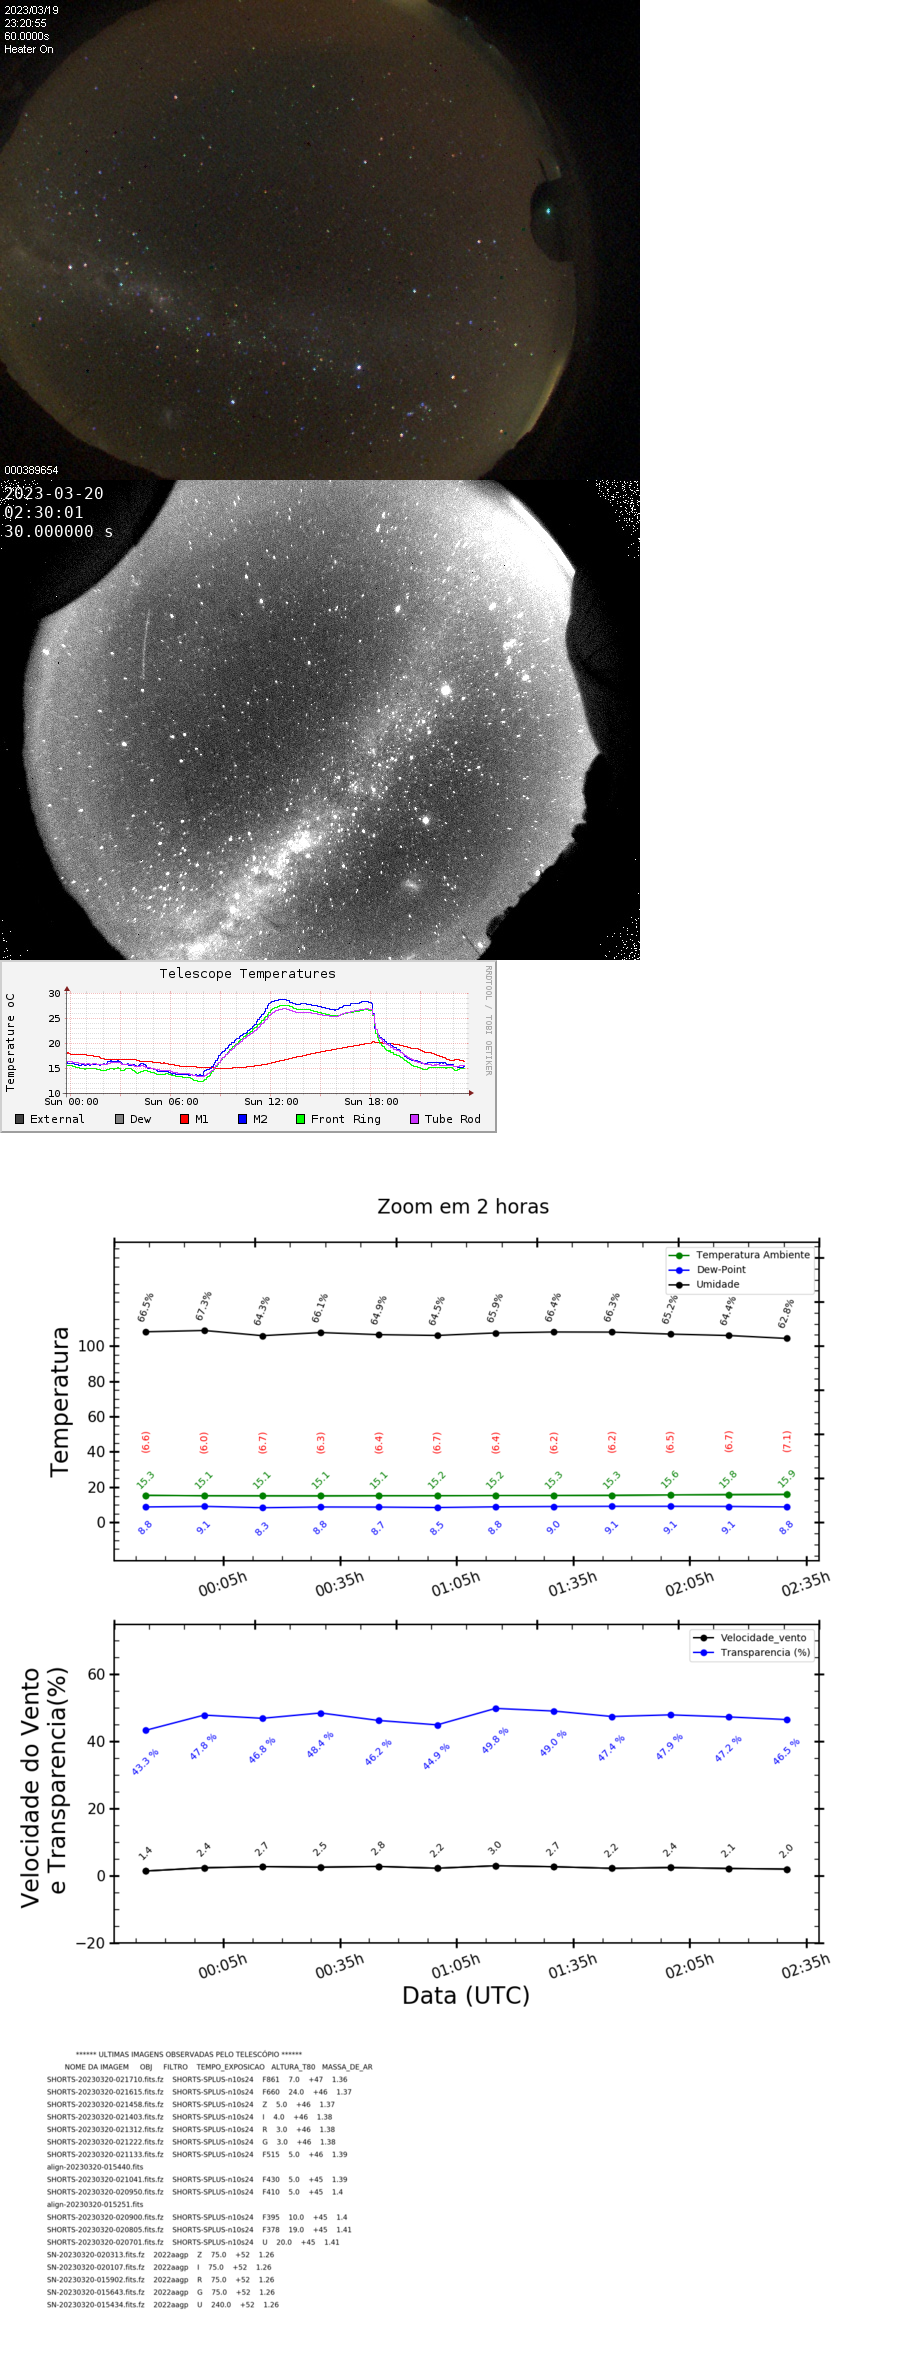 2023/03/19
23:20:55
60.0000s
Heater On
000389654
2023-03-20
02:30:01
30.000000 s
Telescope Temperatures
RRDTOOL / TOBI OETIKER
Temperature oC
30
25
20
15
10
Sun 00:00 Sun 06:00 Sun 12:00 Sun 18:00
External Dew M1 M2 Front Ring Tube Rod
Zoom em 2 horas
Temperatura Ambiente
Dew-Point
Umidade
66.5% 67.3% 64.3% 66.1% 64.9% 64.5% 65.9% 66.4% 66.3% 65.2% 64.4% 62.8%
Temperatura
100
80
60
40
20
0
(6.6) (6.0) (6.7) (6.3) (6.4) (6.7) (6.4) (6.2) (6.2) (6.5) (6.7) (7.1)
15.3 15.1 15.1 15.1 15.1 15.2 15.2 15.3 15.3 15.6 15.8 15.9
8.8 9.1 8.3 8.8 8.7 8.5 8.8 9.0 9.1 9.1 9.1 8.8
00:05h 00:35h 01:05h 01:35h 02:05h 02:35h
Velocidade_vento
Transparencia (%)
Velocidade do Vento
e Transparencia(%)
60
40
20
0
−20
43.3 % 47.8 % 46.8 % 48.4 % 46.2 % 44.9 % 49.8 % 49.0 % 47.4 % 47.9 % 47.2 % 46.5 %
1.4 2.4 2.7 2.5 2.8 2.2 3.0 2.7 2.2 2.4 2.1 2.0
00:05h 00:35h 01:05h 01:35h 02:05h 02:35h
Data (UTC)
****** ULTIMAS IMAGENS OBSERVADAS PELO TELESCÓPIO ******
NOME DA IMAGEM OBJ FILTRO TEMPO_EXPOSICAO ALTURA_T80 MASSA_DE_AR
SHORTS-20230320-021710.fits.fz SHORTS-SPLUS-n10s24 F861 7.0 +47 1.36
SHORTS-20230320-021615.fits.fz SHORTS-SPLUS-n10s24 F660 24.0 +46 1.37
SHORTS-20230320-021458.fits.fz SHORTS-SPLUS-n10s24 Z 5.0 +46 1.37
SHORTS-20230320-021403.fits.fz SHORTS-SPLUS-n10s24 I 4.0 +46 1.38
SHORTS-20230320-021312.fits.fz SHORTS-SPLUS-n10s24 R 3.0 +46 1.38
SHORTS-20230320-021222.fits.fz SHORTS-SPLUS-n10s24 G 3.0 +46 1.38
SHORTS-20230320-021133.fits.fz SHORTS-SPLUS-n10s24 F515 5.0 +46 1.39
align-20230320-015440.fits
SHORTS-20230320-021041.fits.fz SHORTS-SPLUS-n10s24 F430 5.0 +45 1.39
SHORTS-20230320-020950.fits.fz SHORTS-SPLUS-n10s24 F410 5.0 +45 1.4
align-20230320-015251.fits
SHORTS-20230320-020900.fits.fz SHORTS-SPLUS-n10s24 F395 10.0 +45 1.4
SHORTS-20230320-020805.fits.fz SHORTS-SPLUS-n10s24 F378 19.0 +45 1.41
SHORTS-20230320-020701.fits.fz SHORTS-SPLUS-n10s24 U 20.0 +45 1.41
SN-20230320-020313.fits.fz 2022aagp Z 75.0 +52 1.26
SN-20230320-020107.fits.fz 2022aagp I 75.0 +52 1.26
SN-20230320-015902.fits.fz 2022aagp R 75.0 +52 1.26
SN-20230320-015643.fits.fz 2022aagp G 75.0 +52 1.26
SN-20230320-015434.fits.fz 2022aagp U 240.0 +52 1.26